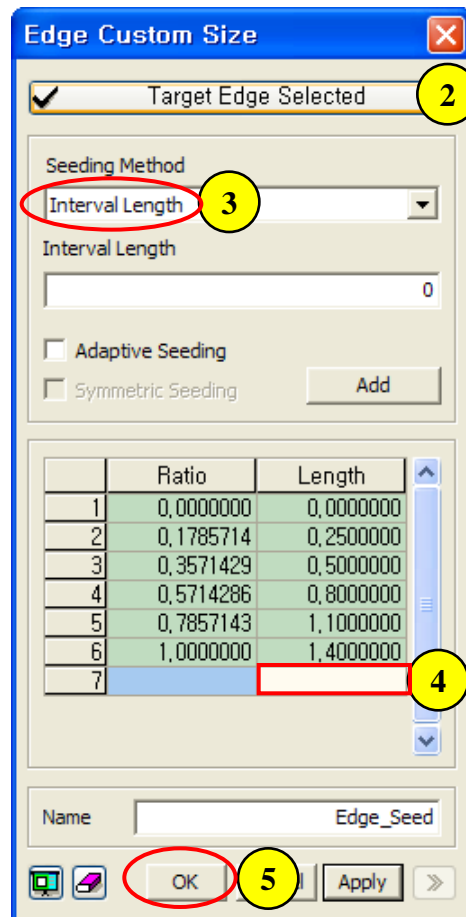 Edge Custom Size
Target Edge Selected
2
Seeding Method
Interval Length
3
Interval Length
0
Adaptive Seeding
Symmetric Seeding
Add
Ratio Length
1 0,0000000 0,0000000
2 0,1785714 0,2500000
3 0,3571429 0,5000000
4 0,5714286 0,8000000
5 0,7857143 1,1000000
6 1,0000000 1,4000000
7
4
Name Edge_Seed
OK 5 Apply